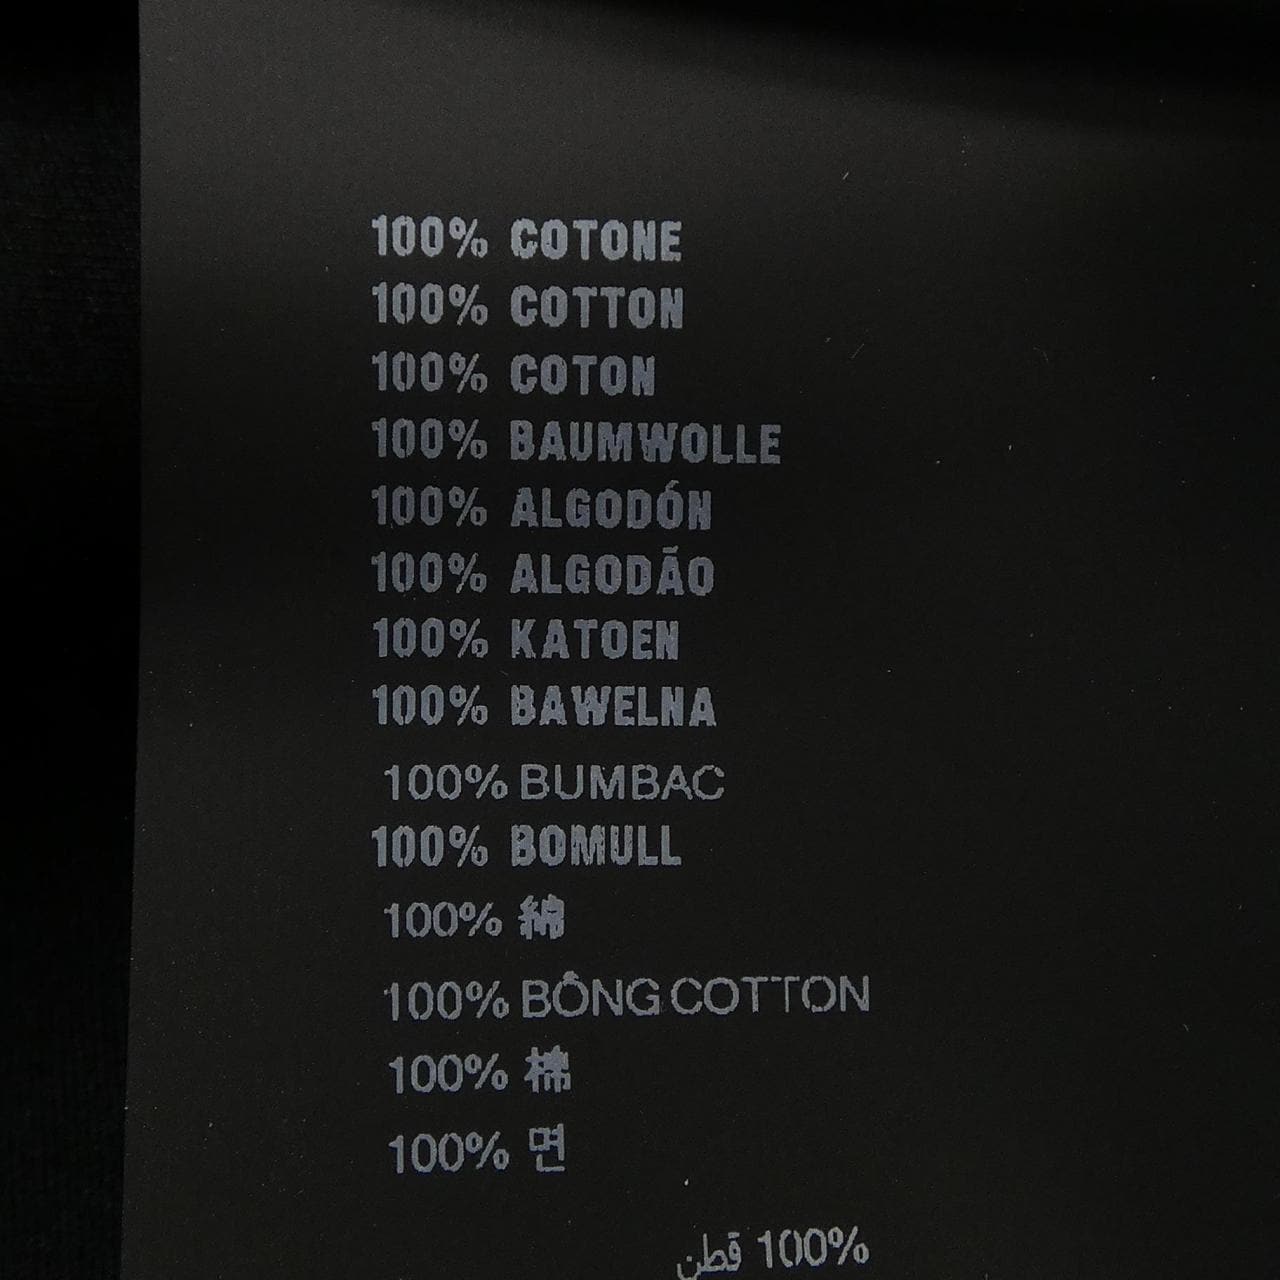 100% COTONE
100% COTTON
100% COTON
100% BAUMWOLLE
100% ALGODÓN
100% ALGODÃO
100% KATOEN
100% BAWELNA
100% BUMBAC
100% BOMULL
100% 綿
100% BÔNG COTTON
100% 棉
100% 면
100% قطن